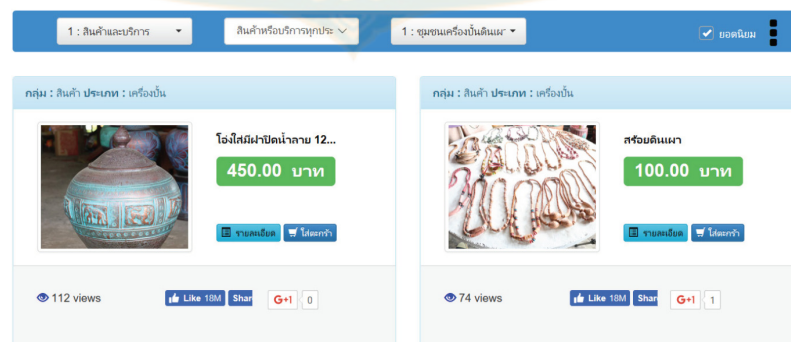 1 : สินค้าและบริการ
สินค้าหรือบริการทุกประ
1 : ชุมชนเครื่องปั้นดินเผา
ยอดนิยม
กลุ่ม : สินค้า ประเภท : เครื่องปั้น
โอ่งใส่มีฝาปิดน้ำลาย 12...
450.00 บาท
รายละเอียด ใส่ตะกร้า
112 views
Like 18M Shar G+1 0
กลุ่ม : สินค้า ประเภท : เครื่องปั้น
สร้อยดินเผา
100.00 บาท
รายละเอียด ใส่ตะกร้า
74 views
Like 18M Shar G+1 1